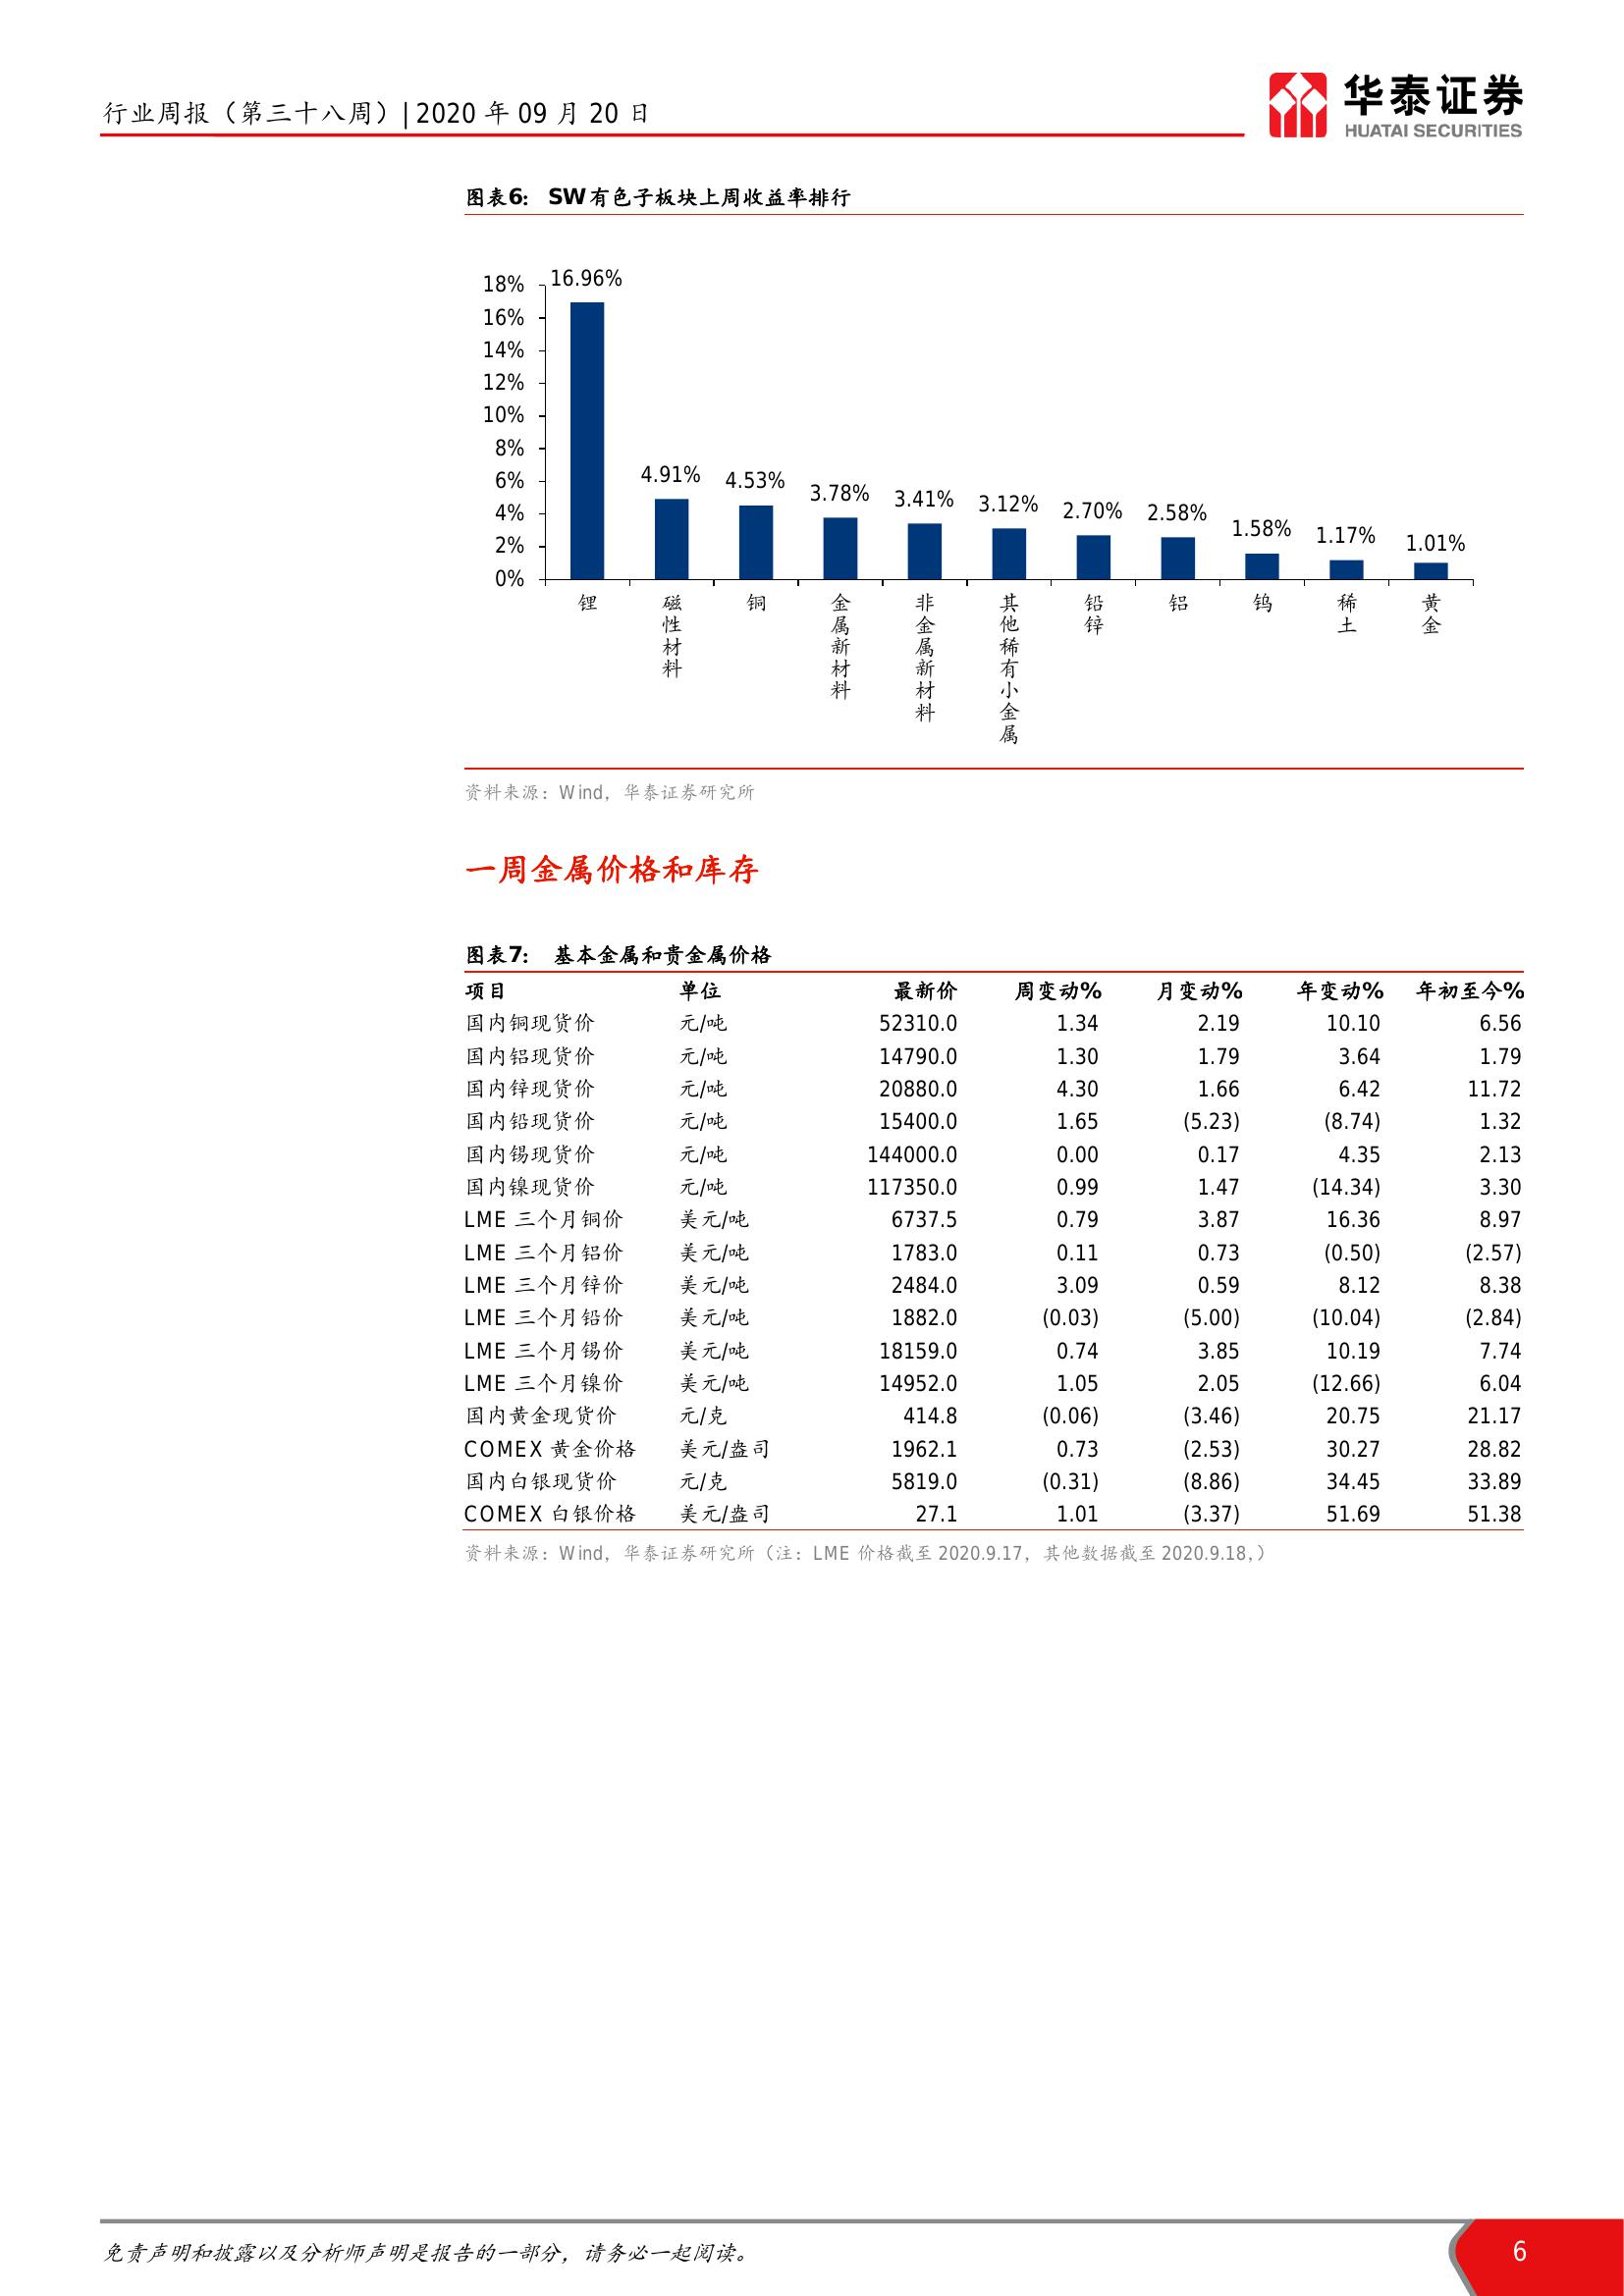 行业周报（第三十八周）| 2020 年 09 月 20 日
华泰证券
HUATAI SECURITIES
图表6： SW有色子板块上周收益率排行
18%
16%
14%
12%
10%
8%
6%
4%
2%
0%
16.96%
4.91%
4.53%
3.78%
3.41%
3.12%
2.70%
2.58%
1.58%
1.17%
1.01%
锂
磁性材料
铜
金属新材料
非金属新材料
其他稀有小金属
铅锌
铝
钨
稀土
黄金
资料来源：Wind，华泰证券研究所
一周金属价格和库存
图表7： 基本金属和贵金属价格
项目 单位 最新价 周变动% 月变动% 年变动% 年初至今%
国内铜现货价 元/吨 52310.0 1.34 2.19 10.10 6.56
国内铝现货价 元/吨 14790.0 1.30 1.79 3.64 1.79
国内锌现货价 元/吨 20880.0 4.30 1.66 6.42 11.72
国内铅现货价 元/吨 15400.0 1.65 (5.23) (8.74) 1.32
国内锡现货价 元/吨 144000.0 0.00 0.17 4.35 2.13
国内镍现货价 元/吨 117350.0 0.99 1.47 (14.34) 3.30
LME 三个月铜价 美元/吨 6737.5 0.79 3.87 16.36 8.97
LME 三个月铝价 美元/吨 1783.0 0.11 0.73 (0.50) (2.57)
LME 三个月锌价 美元/吨 2484.0 3.09 0.59 8.12 8.38
LME 三个月铅价 美元/吨 1882.0 (0.03) (5.00) (10.04) (2.84)
LME 三个月锡价 美元/吨 18159.0 0.74 3.85 10.19 7.74
LME 三个月镍价 美元/吨 14952.0 1.05 2.05 (12.66) 6.04
国内黄金现货价 元/克 414.8 (0.06) (3.46) 20.75 21.17
COMEX 黄金价格 美元/盎司 1962.1 0.73 (2.53) 30.27 28.82
国内白银现货价 元/克 5819.0 (0.31) (8.86) 34.45 33.89
COMEX 白银价格 美元/盎司 27.1 1.01 (3.37) 51.69 51.38
资料来源：Wind，华泰证券研究所（注：LME 价格截至 2020.9.17，其他数据截至 2020.9.18，）
免责声明和披露以及分析师声明是报告的一部分，请务必一起阅读。
6